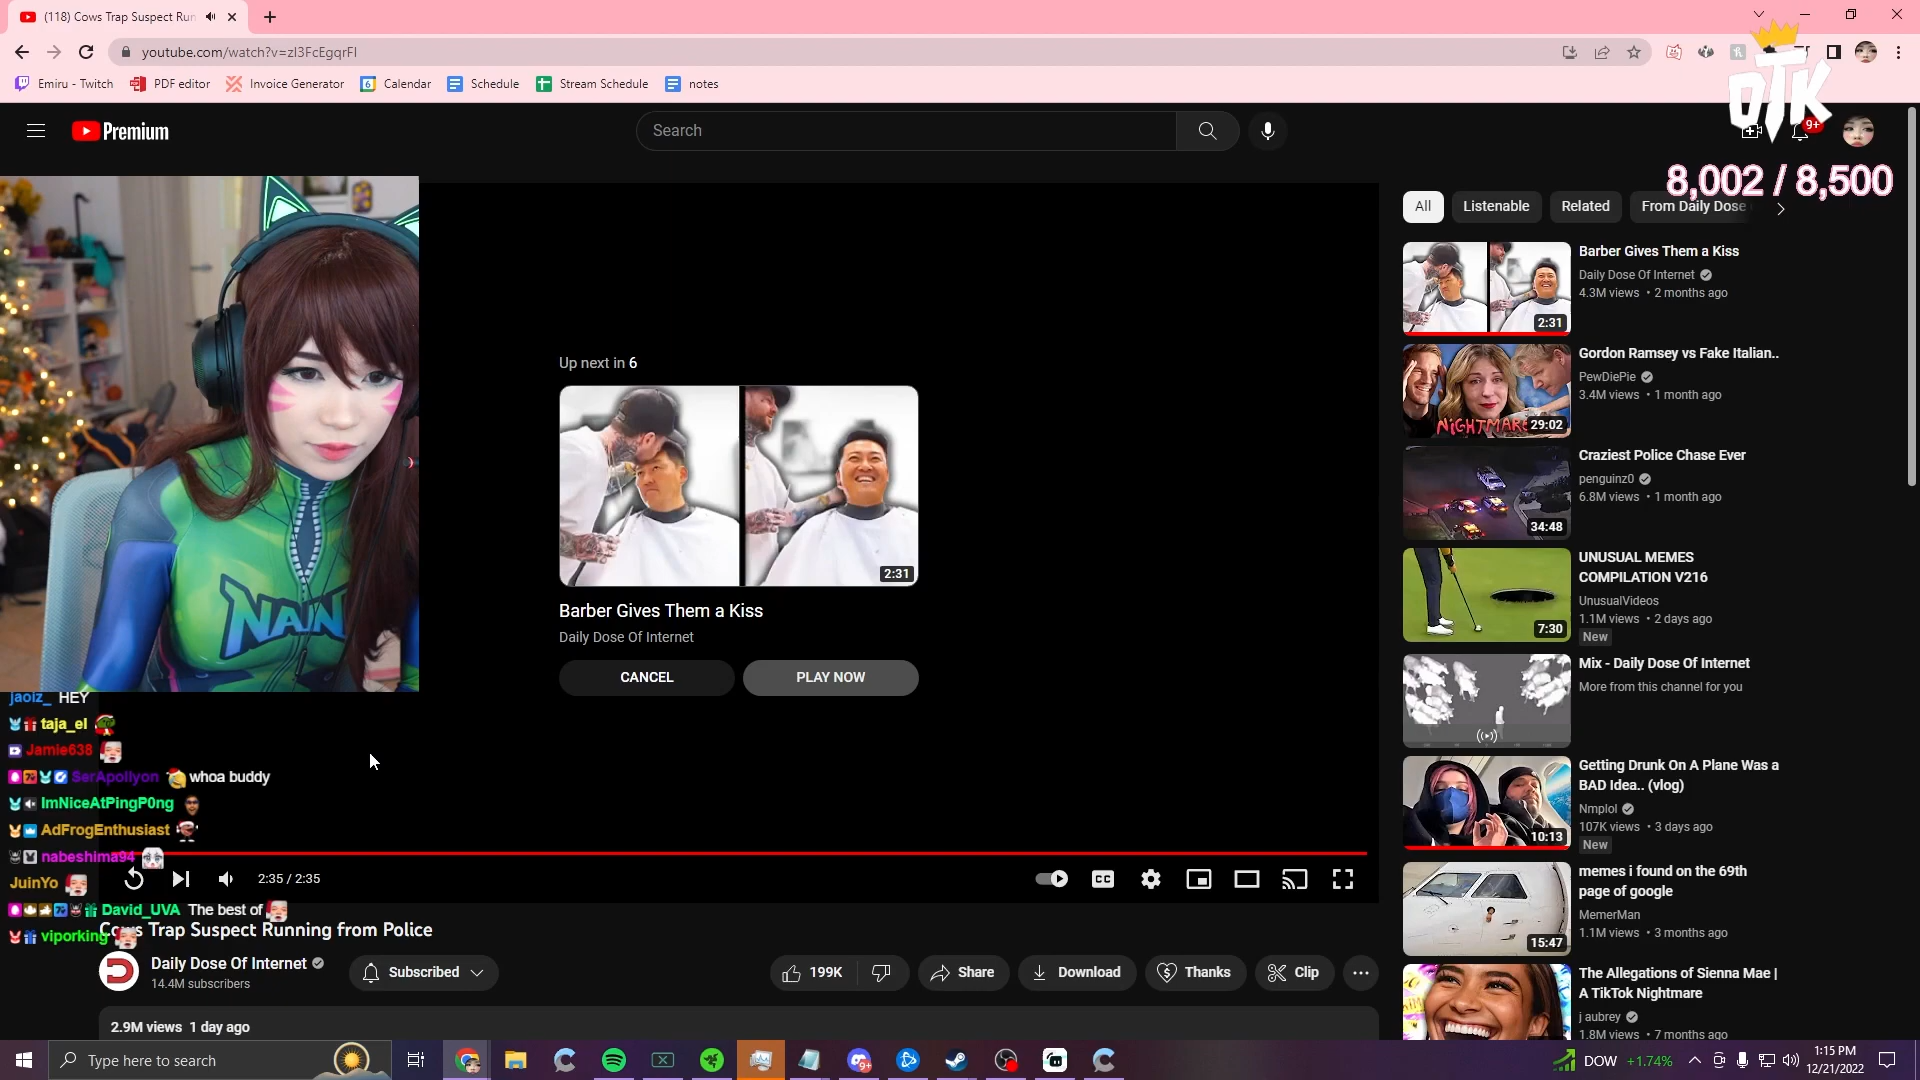 (118) Cows Trap Suspect Run
youtube.com/watch?v=zI3FcEgqrFI
Emiru - Twitch
PDF editor
Invoice Generator
6
Calendar
Schedule
Stream Schedule
notes
OTK
Premium
Search
9+
8,002 / 8,500
All
Listenable
Related
From Daily Dose
NAIN
Up next in 6
2:31
Barber Gives Them a Kiss
Daily Dose Of Internet
CANCEL
PLAY NOW
jaoiz_ HEY
taja_el
Jamie638
SerApollyon whoa buddy
ImNiceAtPingP0ng
AdFrogEnthusiast
nabeshima94
JuinYo
David_UVA The best of
viporking
2:35 / 2:35
CC
Cows Trap Suspect Running from Police
Daily Dose Of Internet
14.4M subscribers
Subscribed
199K
Share
Download
Thanks
Clip
2.9M views 1 day ago
2:31
Barber Gives Them a Kiss
Daily Dose Of Internet
4.3M views • 2 months ago
NIGHTMARE
29:02
Gordon Ramsey vs Fake Italian..
PewDiePie
3.4M views • 1 month ago
34:48
Craziest Police Chase Ever
penguinz0
6.8M views • 1 month ago
7:30
UNUSUAL MEMES
COMPILATION V216
UnusualVideos
1.1M views • 2 days ago
New
Mix - Daily Dose Of Internet
More from this channel for you
10:13
Getting Drunk On A Plane Was a
BAD Idea.. (vlog)
Nmplol
107K views • 3 days ago
New
15:47
memes i found on the 69th
page of google
MemerMan
1.1M views • 3 months ago
The Allegations of Sienna Mae |
A TikTok Nightmare
j aubrey
1.8M views • 7 months ago
Type here to search
9+
DOW +1.74%
1:15 PM
12/21/2022